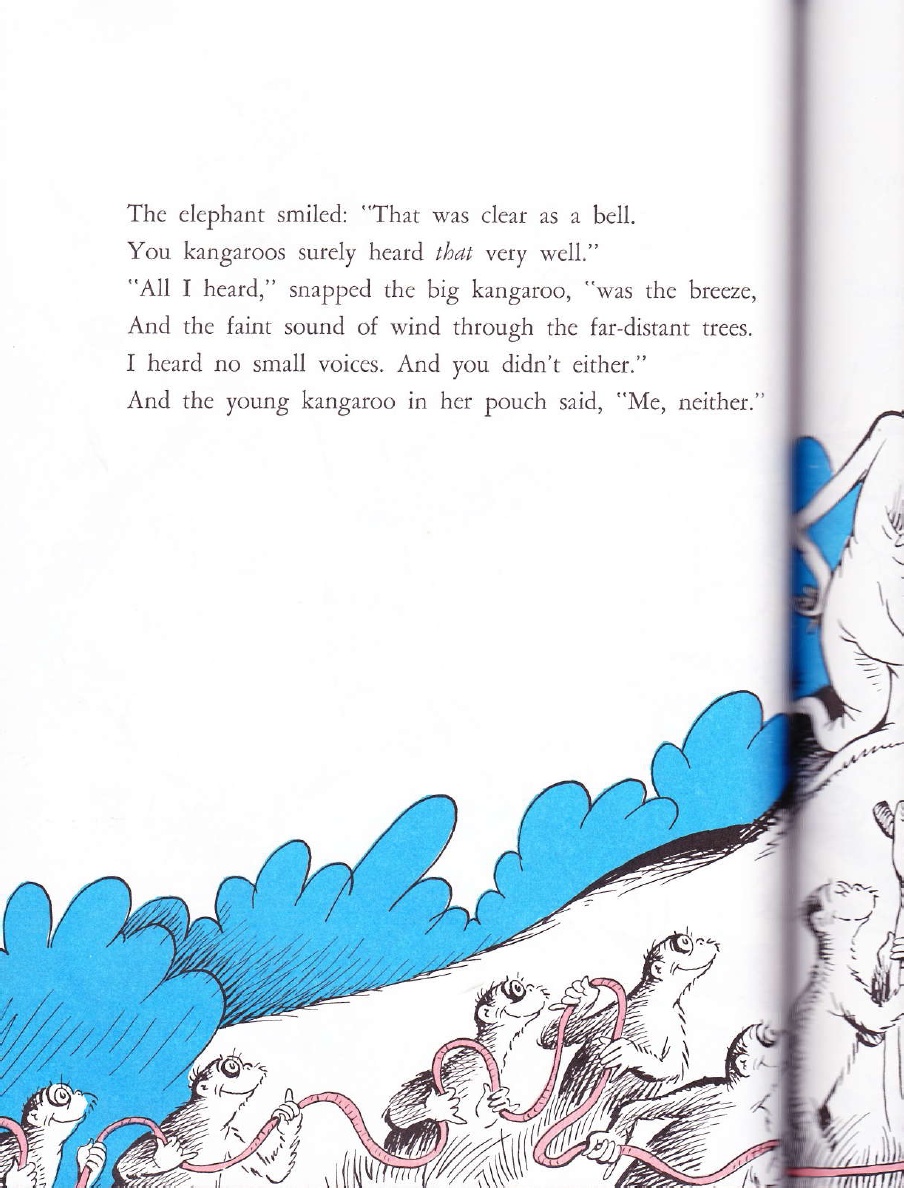 The elephant smiled: "That was clear as a bell.
You kangaroos surely heard that very well."
"All I heard," snapped the big kangaroo, "was the breeze,
And the faint sound of wind through the far-distant trees.
I heard no small voices. And you didn't either."
And the young kangaroo in her pouch said, "Me, neither."